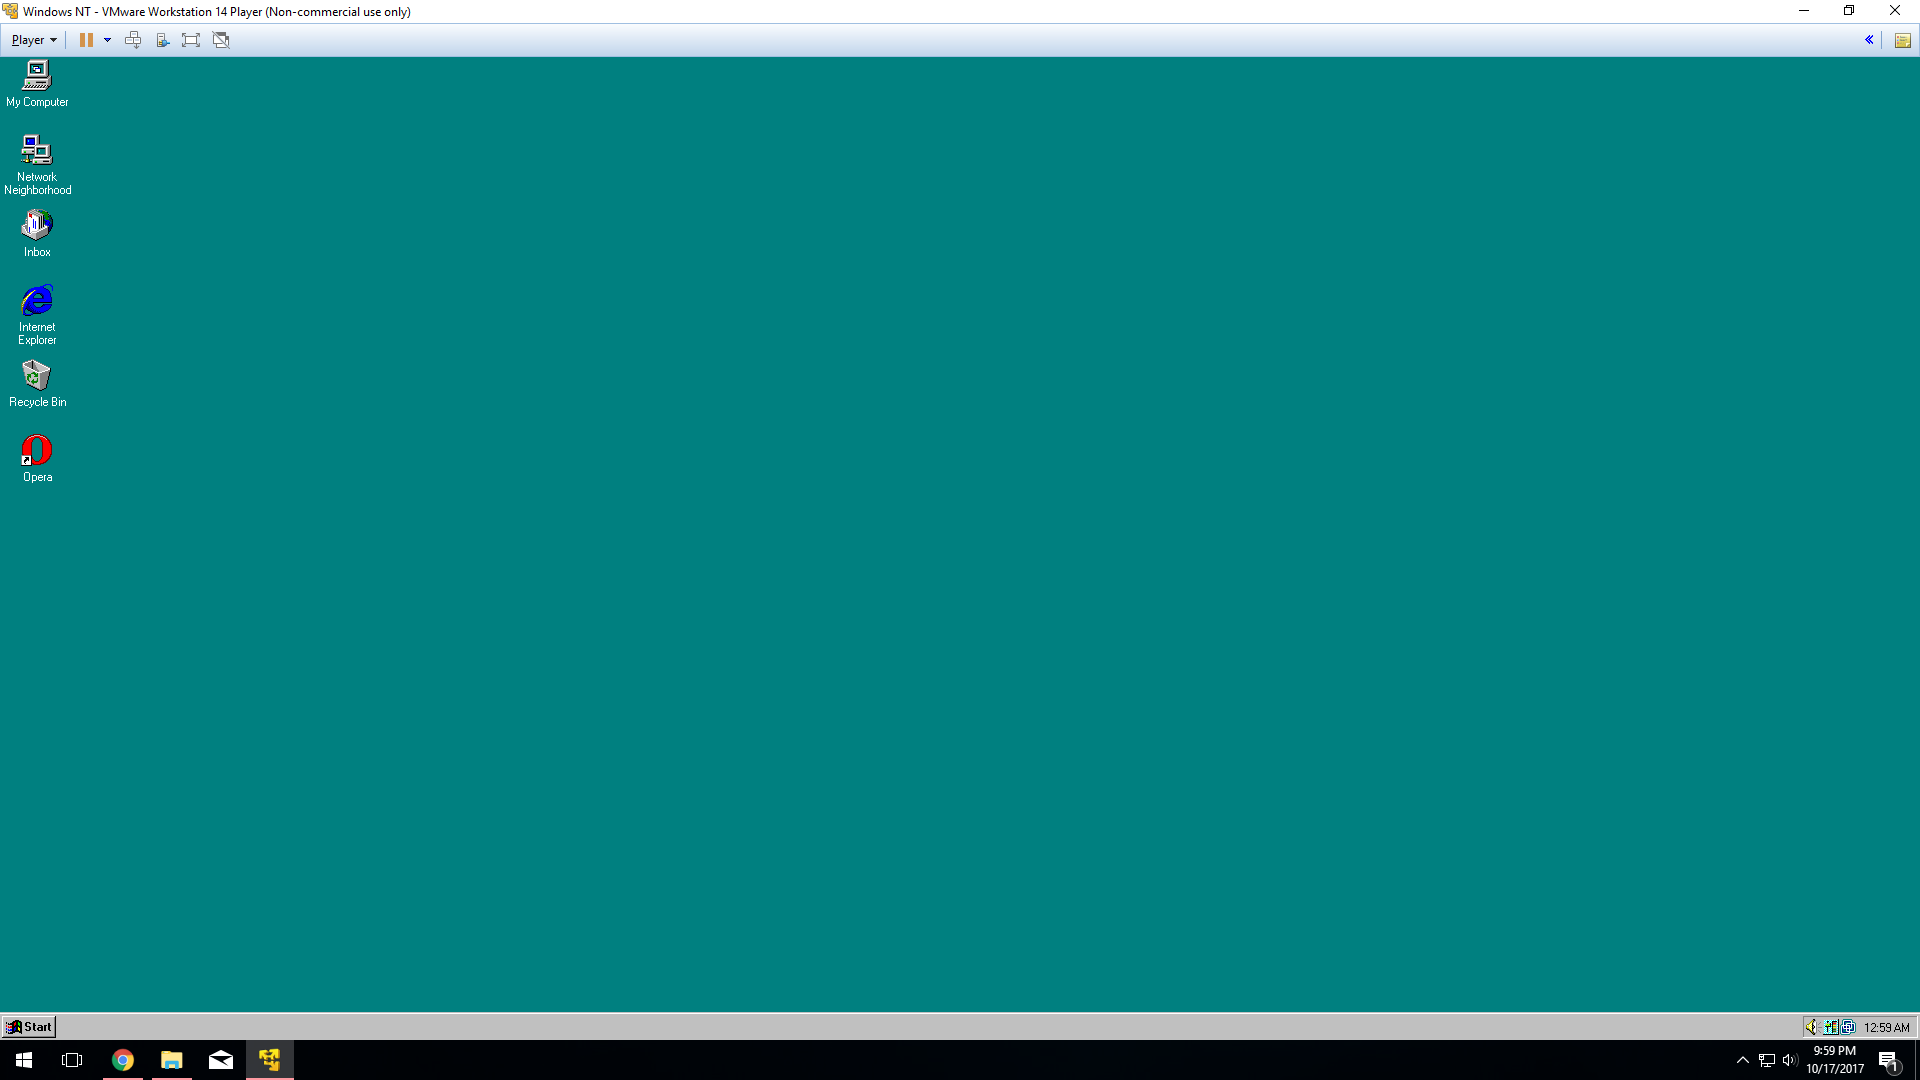 Windows NT - VMware Workstation 14 Player (Non-commercial use only)
Player
My Computer
Network
Neighborhood
Inbox
Internet
Explorer
Recycle Bin
Opera
Start
12:59 AM
9:59 PM
10/17/2017
1